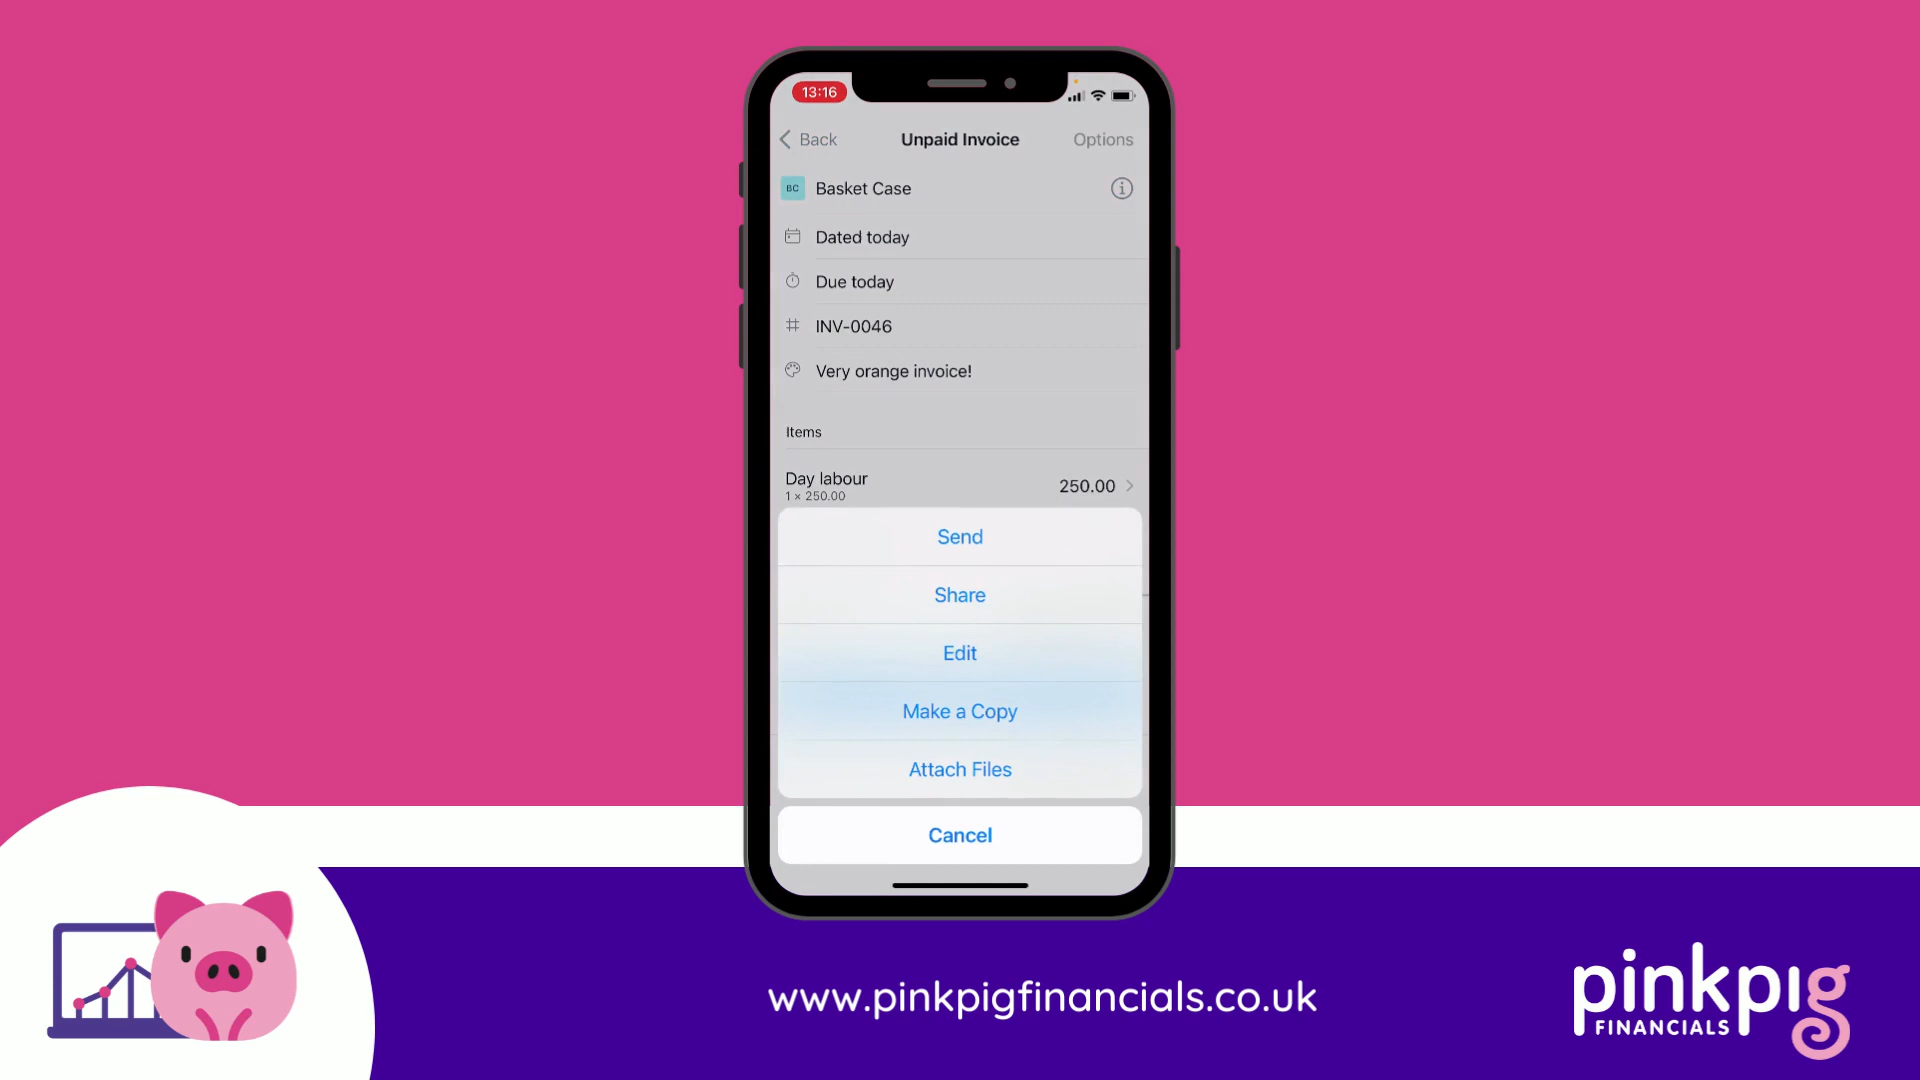 13:16
Back
Unpaid Invoice
Options
BC
Basket Case
Dated today
Due today
INV-0046
Very orange invoice!
Items
Day labour
250.00
1 × 250.00
Send
Share
Edit
Make a Copy
Attach Files
Cancel
www.pinkpigfinancials.co.uk
pinkpig
FINANCIALS